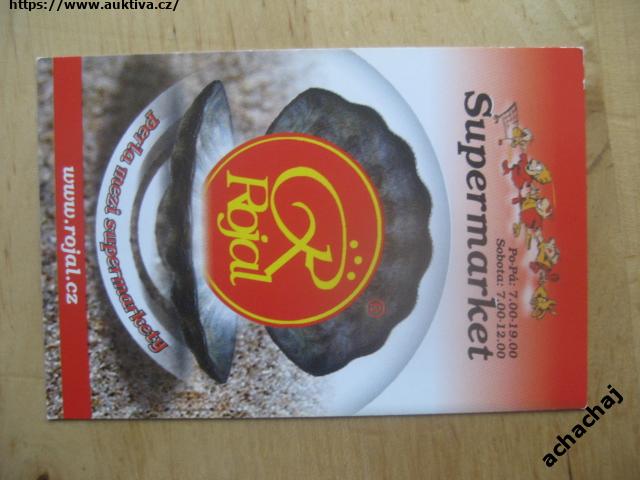 https://www.auktiva.cz/
Supermarket
Po-Pá: 7.00-19.00
Sobota: 7.00-12.00
R
Rojal
®
Perla mezi supermarkety
www.rojal.cz
achachaj